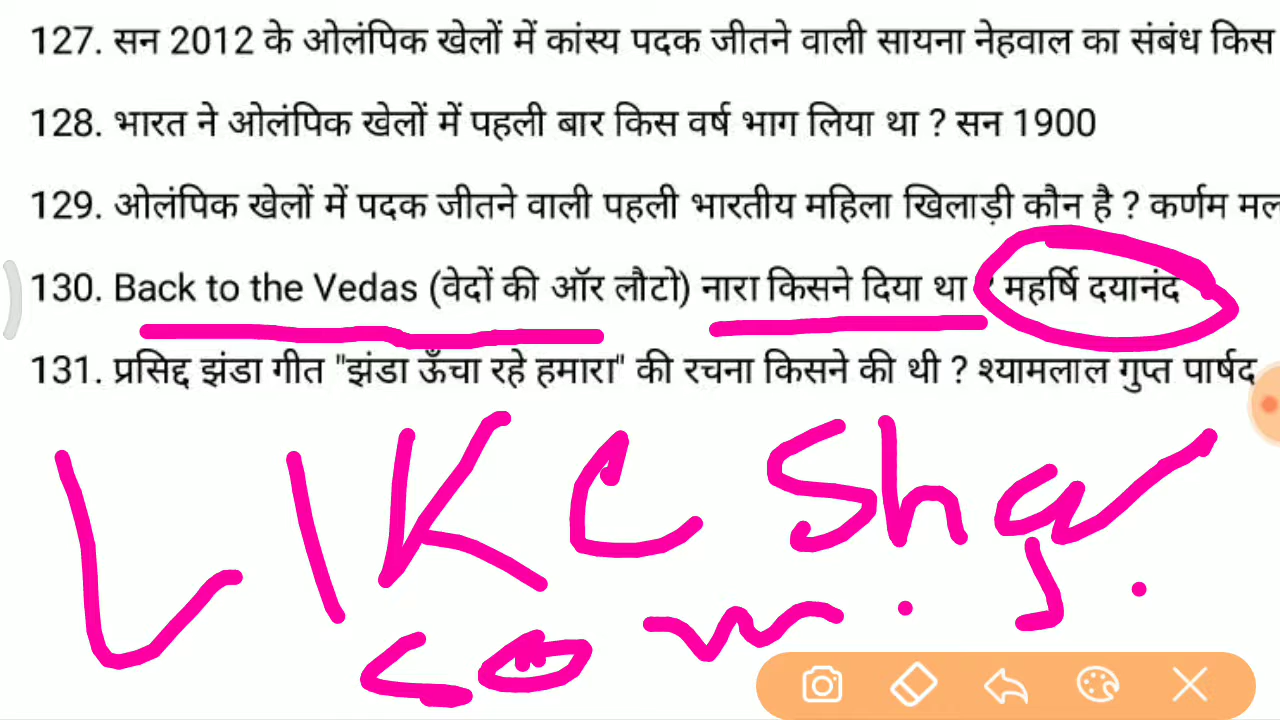 127. सन 2012 के ओलंपिक खेलों में कांस्य पदक जीतने वाली सायना नेहवाल का संबंध किस
128. भारत ने ओलंपिक खेलों में पहली बार किस वर्ष भाग लिया था ? सन 1900
129. ओलंपिक खेलों में पदक जीतने वाली पहली भारतीय महिला खिलाड़ी कौन है ? कर्णम मल
130. Back to the Vedas (वेदों की ऑर लौटो) नारा किसने दिया था ? महर्षि दयानंद
131. प्रसिद्द झंडा गीत "झंडा ऊँचा रहे हमारा" की रचना किसने की थी ? श्यामलाल गुप्त पार्षद
LIKE Sha
com.